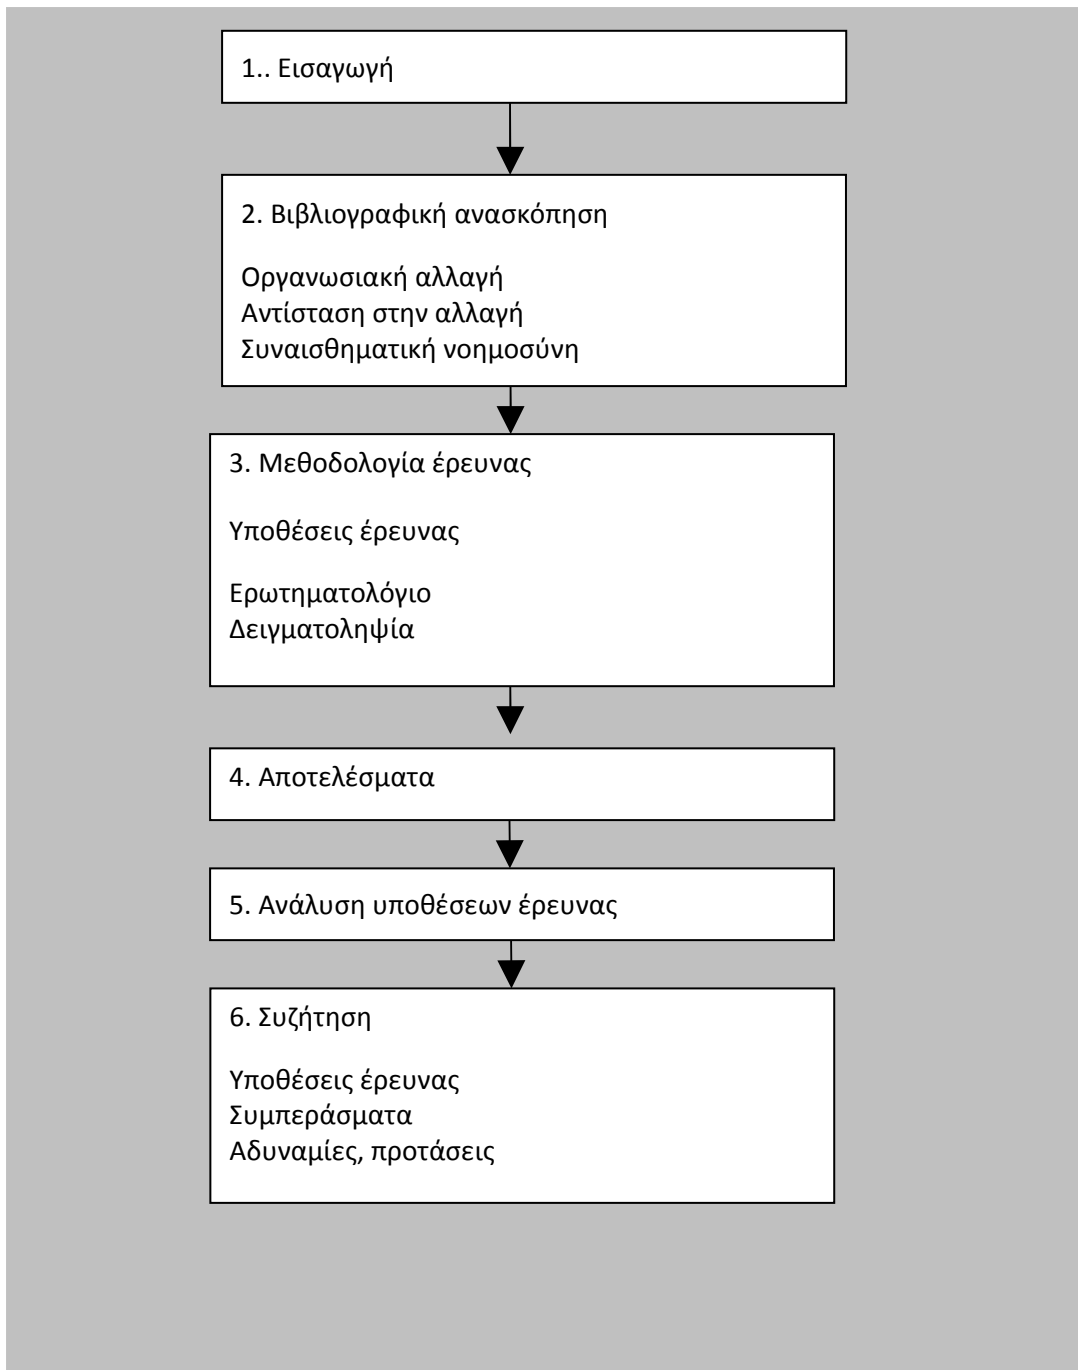 1.. Εισαγωγή
2. Βιβλιογραφική ανασκόπηση
Οργανωσιακή αλλαγή
Αντίσταση στην αλλαγή
Συναισθηματική νοημοσύνη
3. Μεθοδολογία έρευνας
Υποθέσεις έρευνας
Ερωτηματολόγιο
Δειγματοληψία
4. Αποτελέσματα
5. Ανάλυση υποθέσεων έρευνας
6. Συζήτηση
Υποθέσεις έρευνας
Συμπεράσματα
Αδυναμίες, προτάσεις